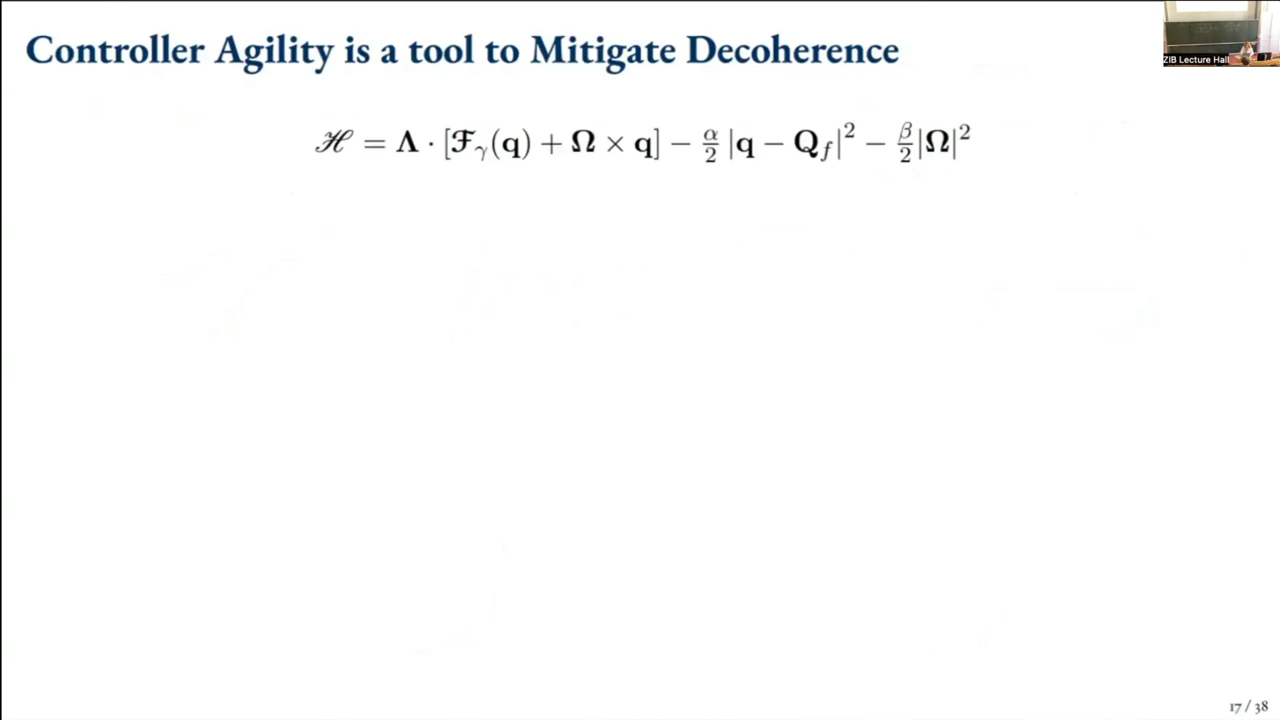 Controller Agility is a tool to Mitigate Decoherence
ZIB Lecture Hall
ℋ = Λ · [𝓕_γ(q) + Ω × q] − α/2 |q − Q_f|² − β/2 |Ω|²
17 / 38